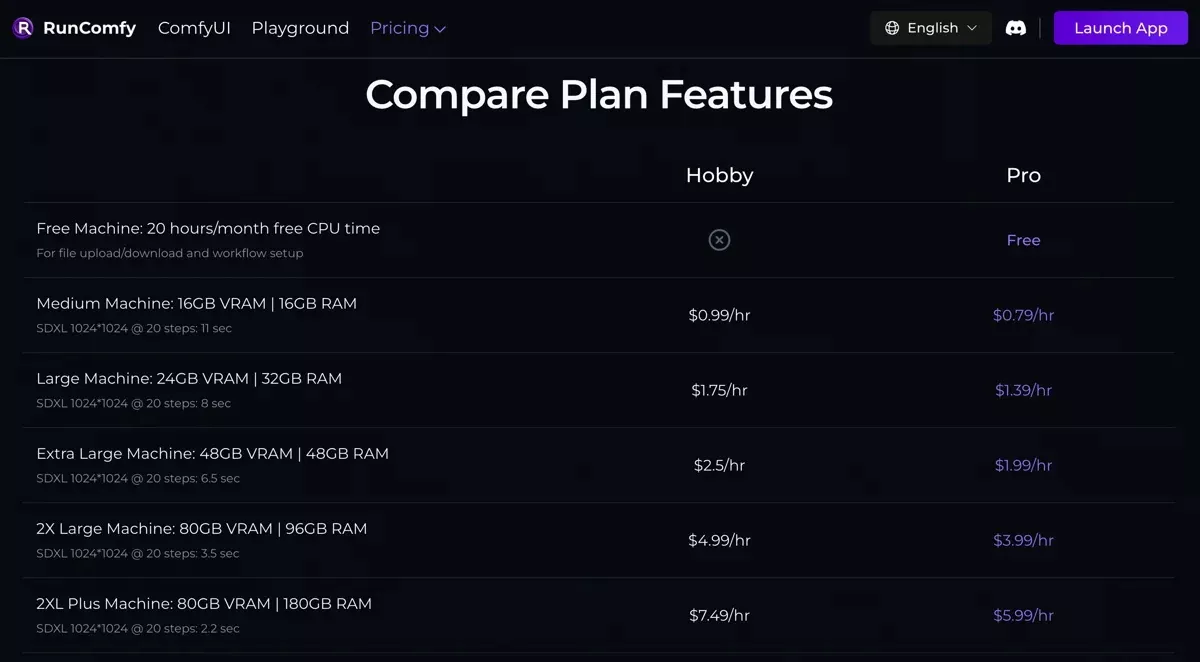 RunComfy ComfyUI Playground Pricing English Launch App
Compare Plan Features
Hobby Pro
Free Machine: 20 hours/month free CPU time
For file upload/download and workflow setup
Free
Medium Machine: 16GB VRAM | 16GB RAM
SDXL 1024*1024 @ 20 steps: 11 sec
$0.99/hr $0.79/hr
Large Machine: 24GB VRAM | 32GB RAM
SDXL 1024*1024 @ 20 steps: 8 sec
$1.75/hr $1.39/hr
Extra Large Machine: 48GB VRAM | 48GB RAM
SDXL 1024*1024 @ 20 steps: 6.5 sec
$2.5/hr $1.99/hr
2X Large Machine: 80GB VRAM | 96GB RAM
SDXL 1024*1024 @ 20 steps: 3.5 sec
$4.99/hr $3.99/hr
2XL Plus Machine: 80GB VRAM | 180GB RAM
SDXL 1024*1024 @ 20 steps: 2.2 sec
$7.49/hr $5.99/hr